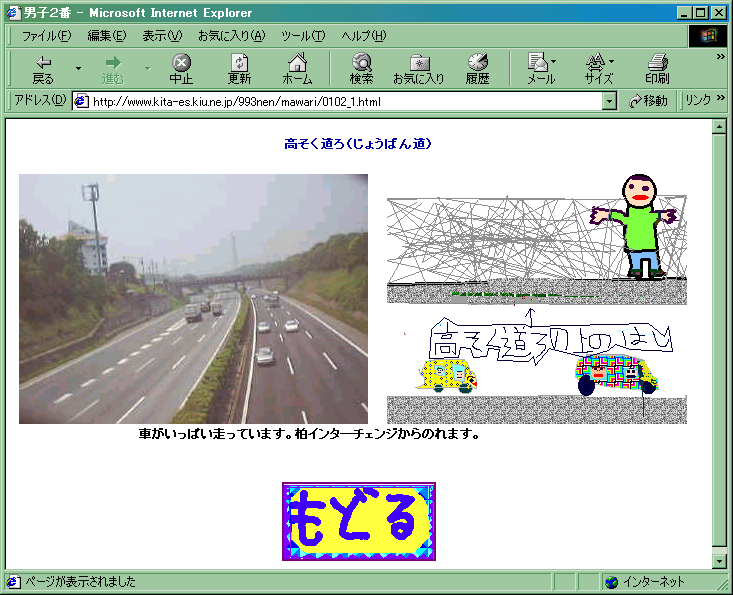 男子２番 - Microsoft Internet Explorer
ファイル(F) 編集(E) 表示(V) お気に入り(A) ツール(T) ヘルプ(H)
戻る 進む 中止 更新 ホーム 検索 お気に入り 履歴 メール サイズ 印刷
アドレス(D) http://www.kita-es.kiu.ne.jp/993nen/mawari/0102_1.html 移動 リンク
高そく道ろ（じょうばん道）
高そく道ろの上のはし
車がいっぱい走っています。柏インターチェンジからのれます。
もどる
ページが表示されました インターネット